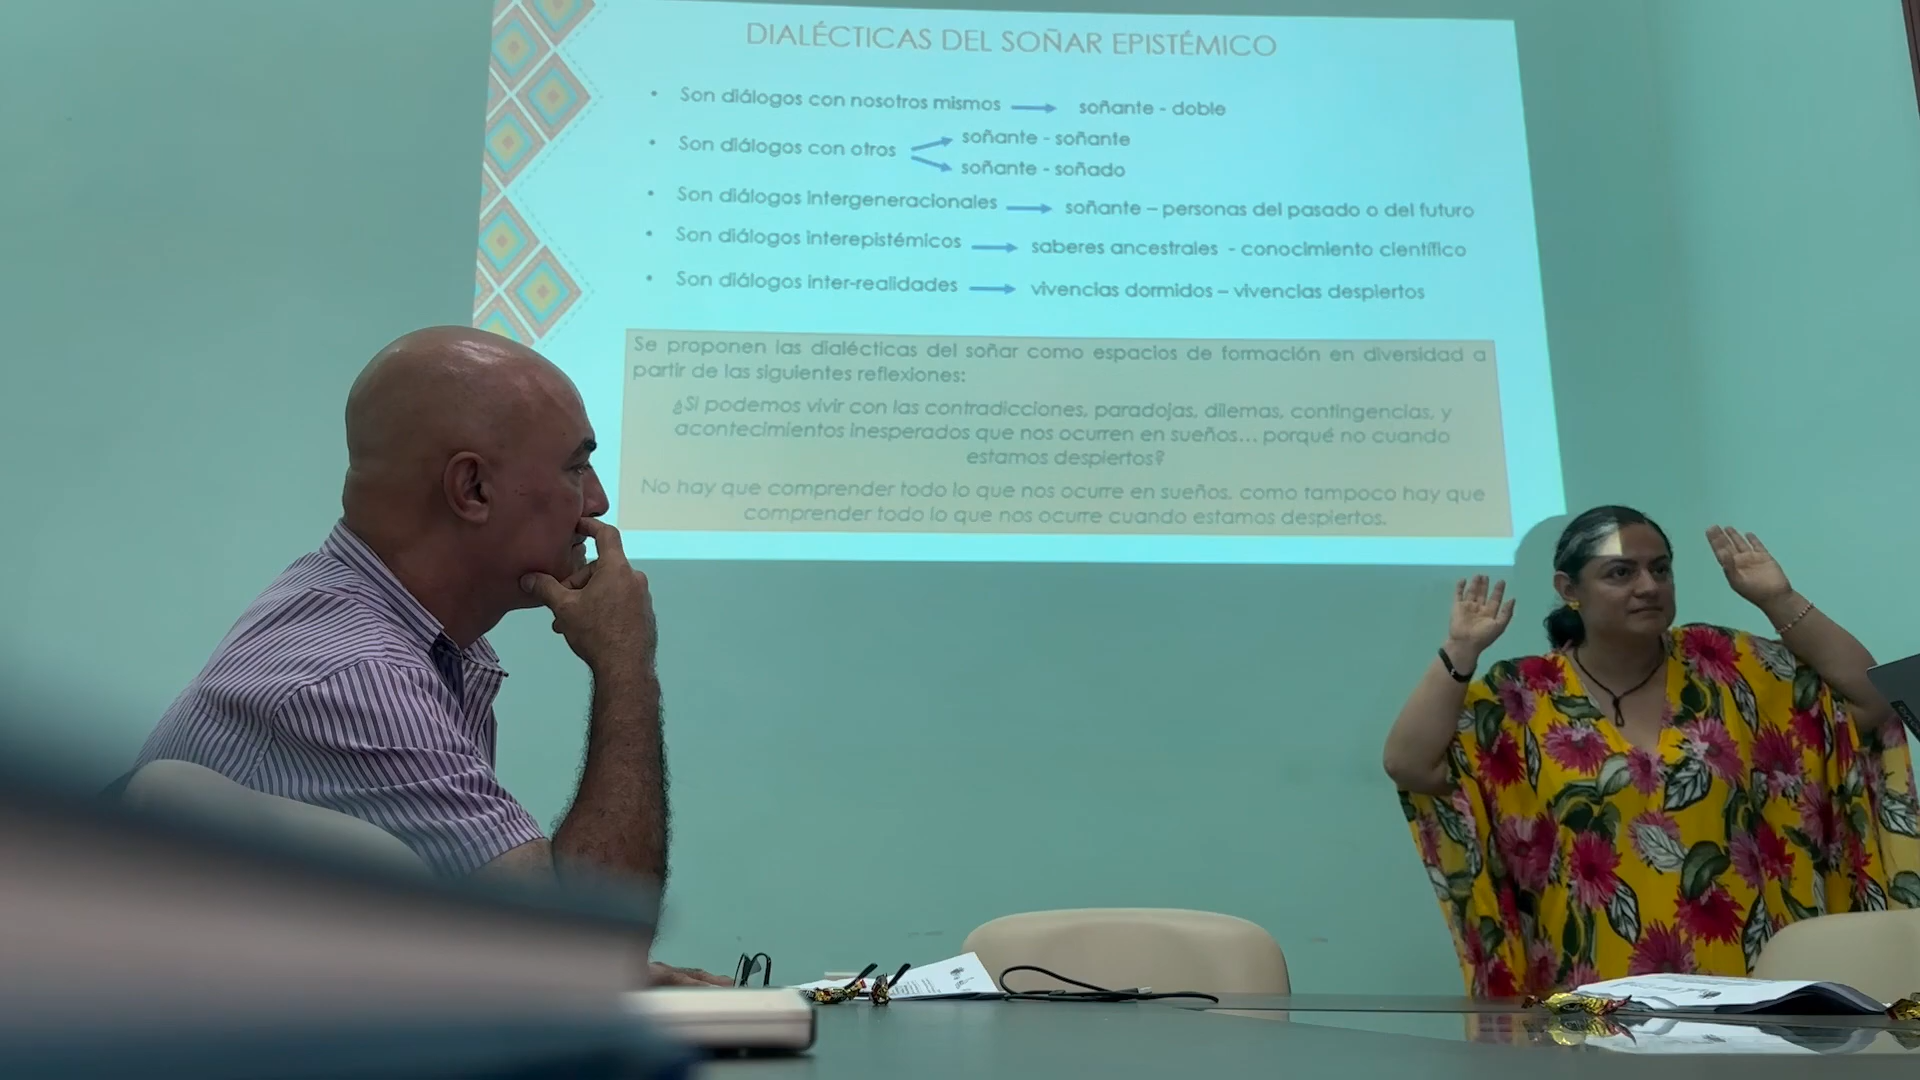 DIALÉCTICAS DEL SOÑAR EPISTÉMICO
• Son diálogos con nosotros mismos → soñante - doble
• Son diálogos con otros soñante - soñante
soñante - soñado
• Son diálogos intergeneracionales → soñante – personas del pasado o del futuro
• Son diálogos interepistémicos → saberes ancestrales - conocimiento científico
• Son diálogos inter-realidades → vivencias dormidos – vivencias despiertos
Se proponen las dialécticas del soñar como espacios de formación en diversidad a
partir de las siguientes reflexiones:
¿Si podemos vivir con las contradicciones, paradojas, dilemas, contingencias, y
acontecimientos inesperados que nos ocurren en sueños... porqué no cuando
estamos despiertos?
No hay que comprender todo lo que nos ocurre en sueños, como tampoco hay que
comprender todo lo que nos ocurre cuando estamos despiertos.